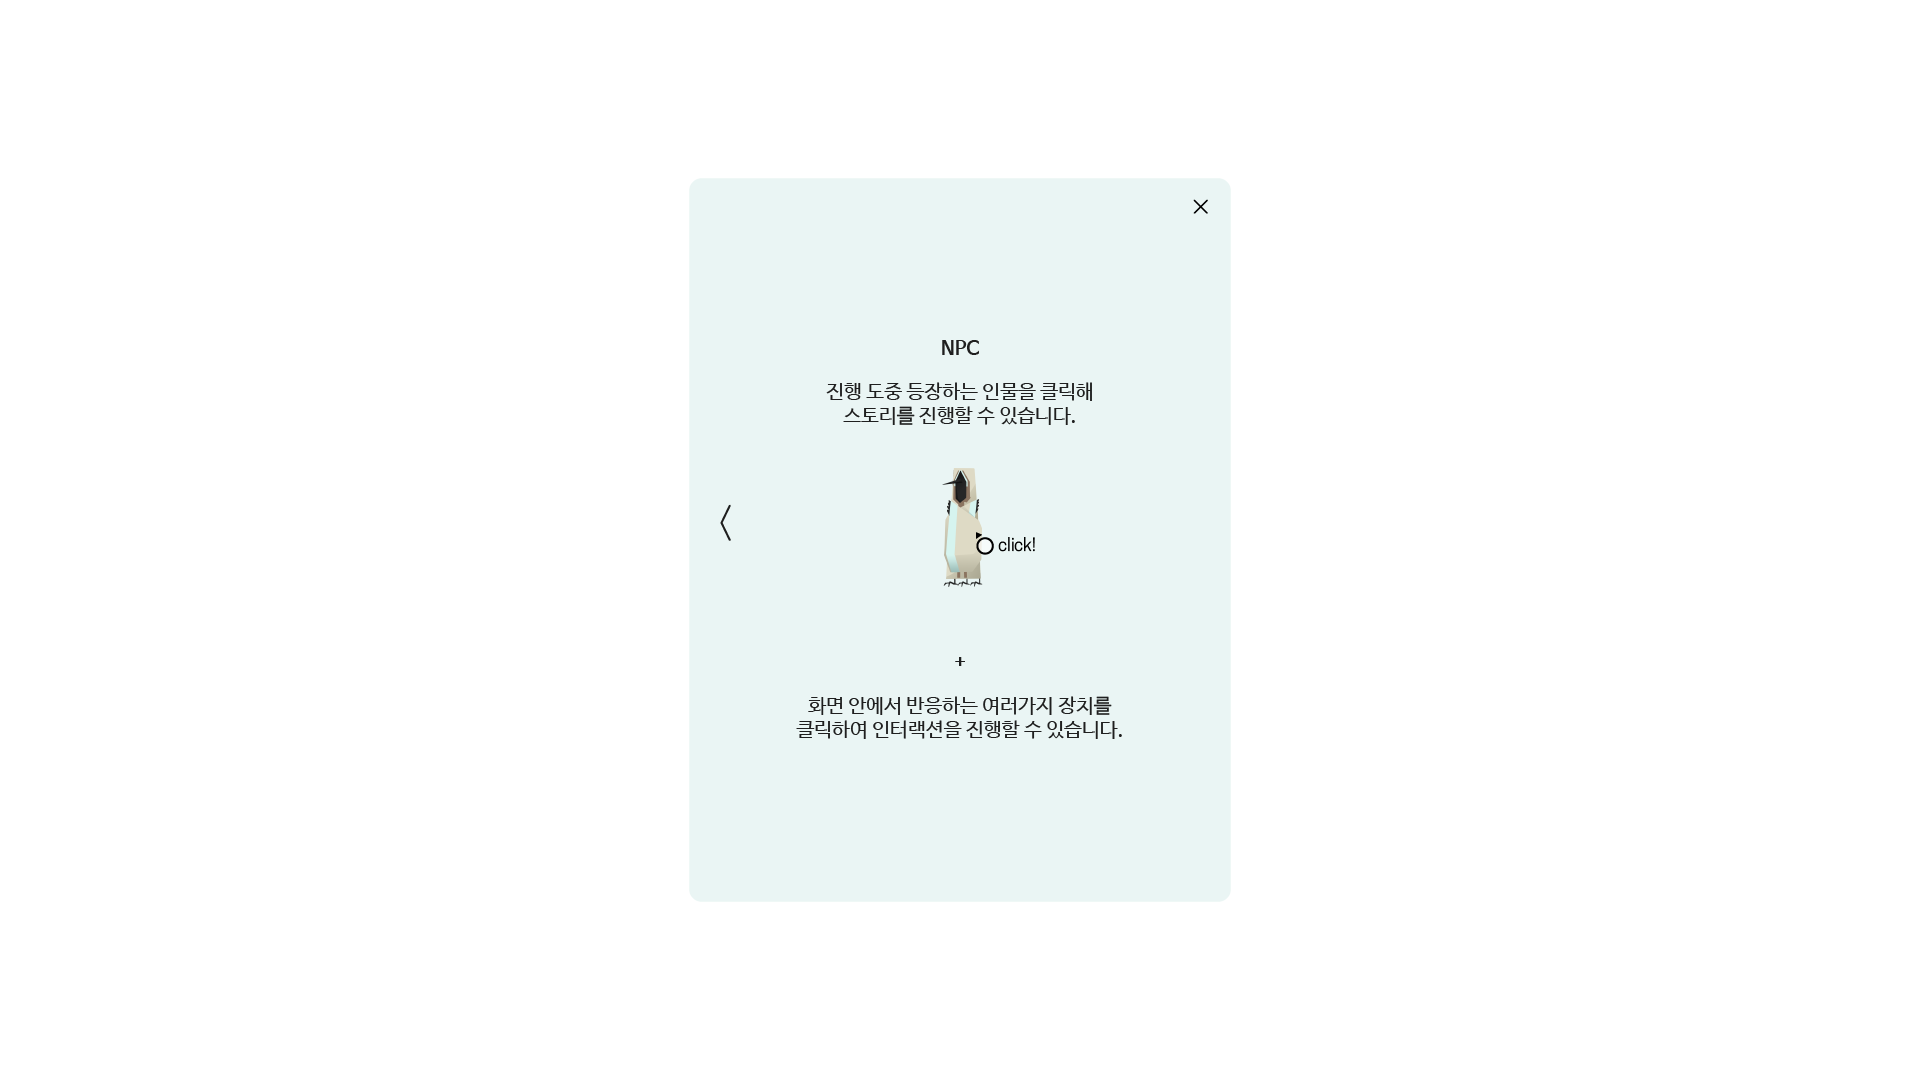 NPC
진행 도중 등장하는 인물을 클릭해
스토리를 진행할 수 있습니다.
click!
+
화면 안에서 반응하는 여러가지 장치를
클릭하여 인터랙션을 진행할 수 있습니다.